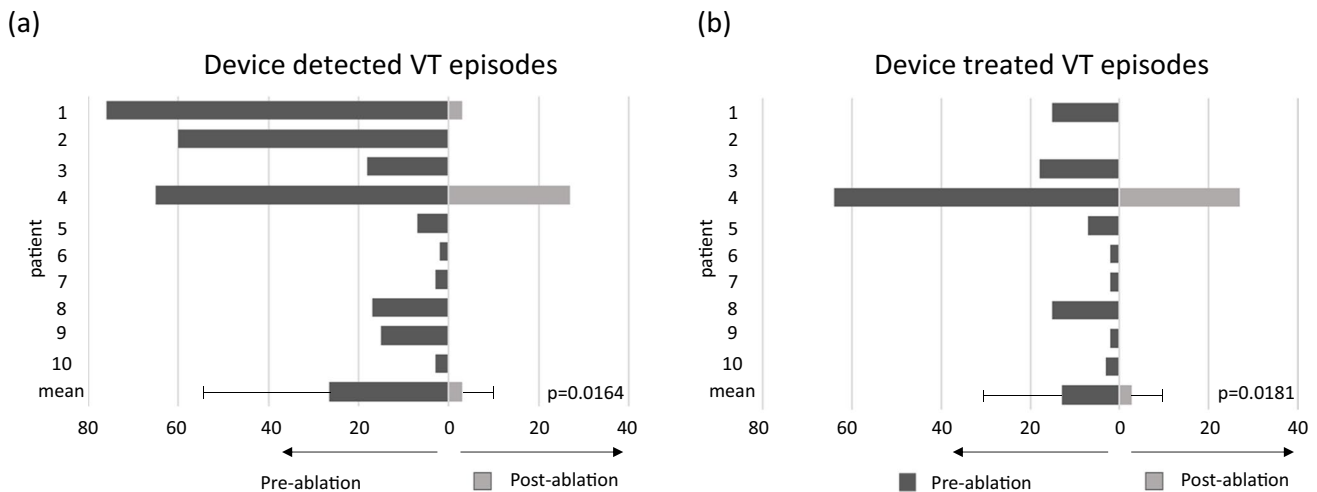 (a)
Device detected VT episodes
patient
1
2
3
4
5
6
7
8
9
10
mean
p=0.0164
80 60 40 20 0 20 40
Pre-ablation Post-ablation
(b)
Device treated VT episodes
patient
1
2
3
4
5
6
7
8
9
10
mean
p=0.0181
80 60 40 20 0 20 40
Pre-ablation Post-ablation